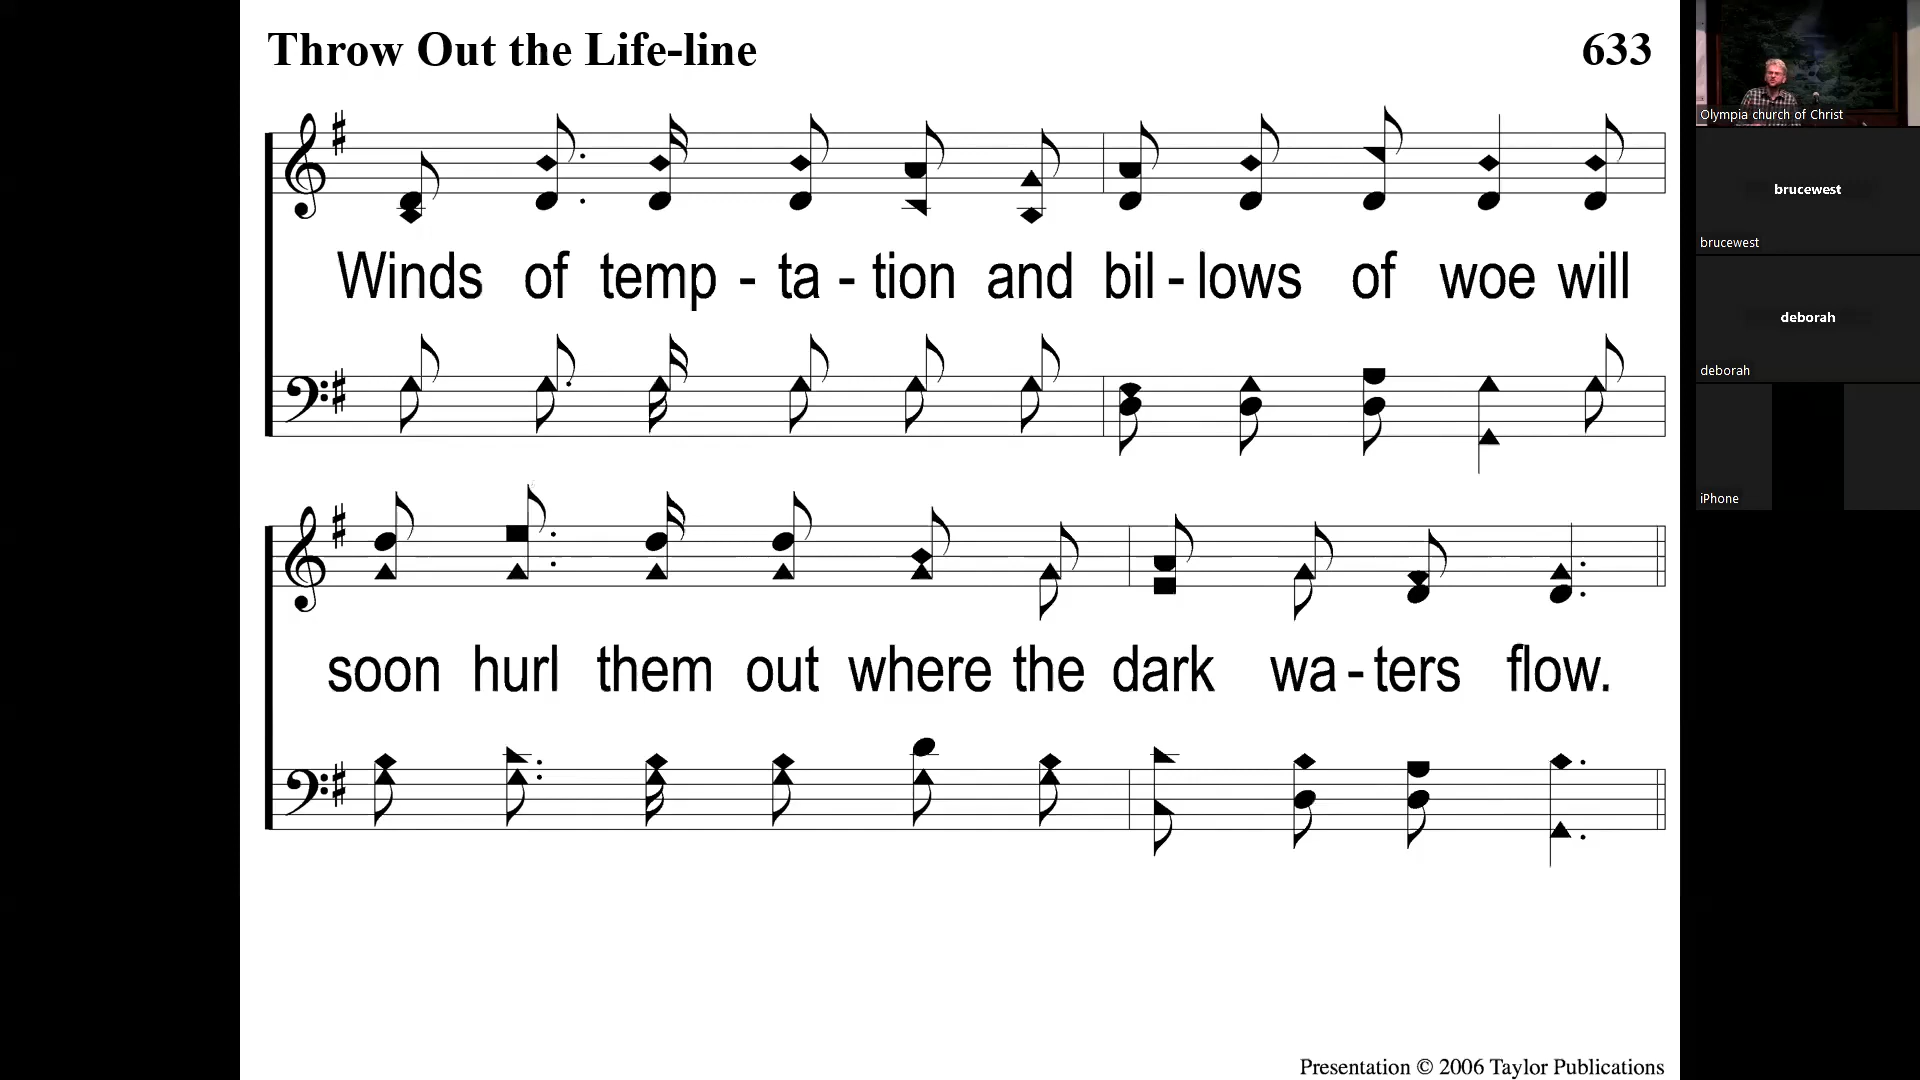 Throw Out the Life-line 633
Winds of temp - ta - tion and bil - lows of woe will
soon hurl them out where the dark wa - ters flow.
Presentation © 2006 Taylor Publications
Olympia church of Christ
brucewest
brucewest
deborah
deborah
iPhone